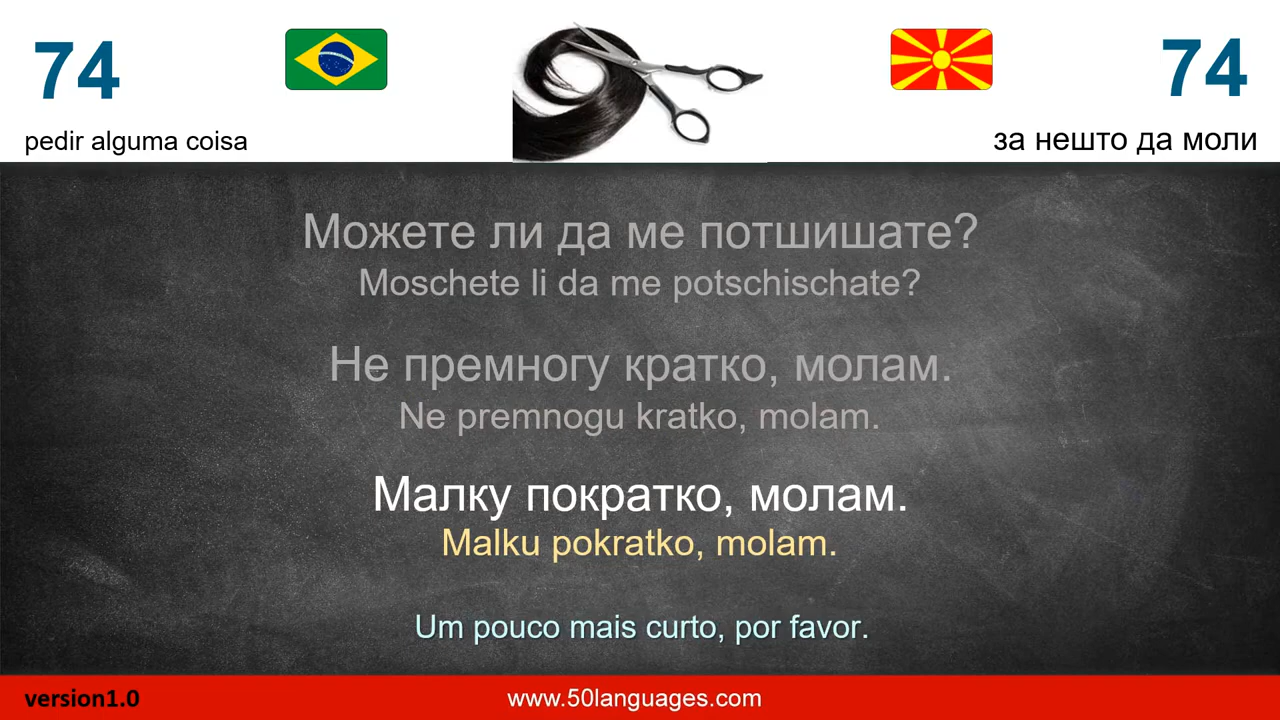 74
74
pedir alguma coisa
за нешто да моли
Можете ли да ме потшишате?
Moschete li da me potschischate?
Не премногу кратко, молам.
Ne premnogu kratko, molam.
Малку пократко, молам.
Malku pokratko, molam.
Um pouco mais curto, por favor.
version1.0
www.50languages.com